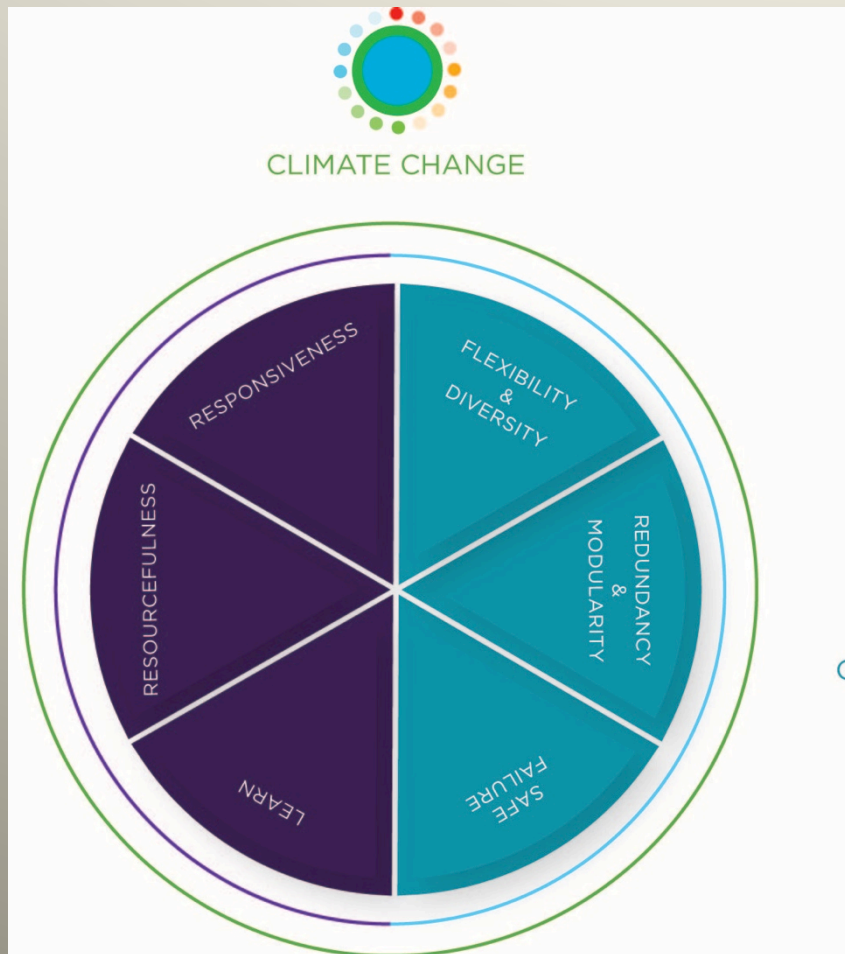 CLIMATE CHANGE
RESPONSIVENESS
FLEXIBILITY
&
DIVERSITY
RESOURCEFULNESS
REDUNDANCY
&
MODULARITY
LEARN
SAFE
FAILURE